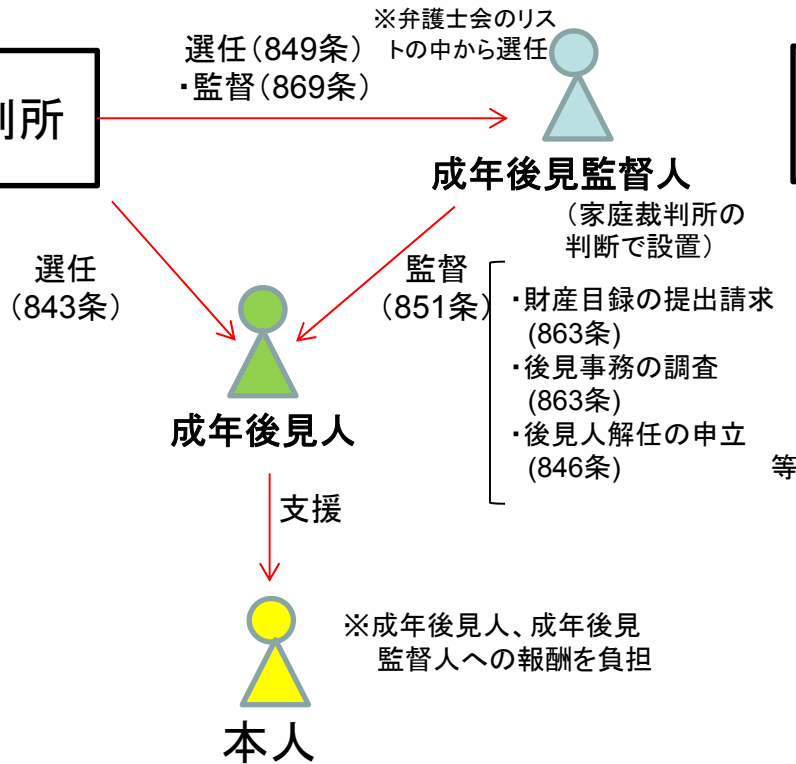 ※弁護士会のリス
トの中から選任
選任(849条)
・監督(869条)
判所
成年後見監督人
(家庭裁判所の
判断で設置)
選任
(843条)
監督
(851条)
・財産目録の提出請求
(863条)
・後見事務の調査
(863条)
・後見人解任の申立
(846条)
等
成年後見人
支援
※成年後見人、成年後見
監督人への報酬を負担
本人